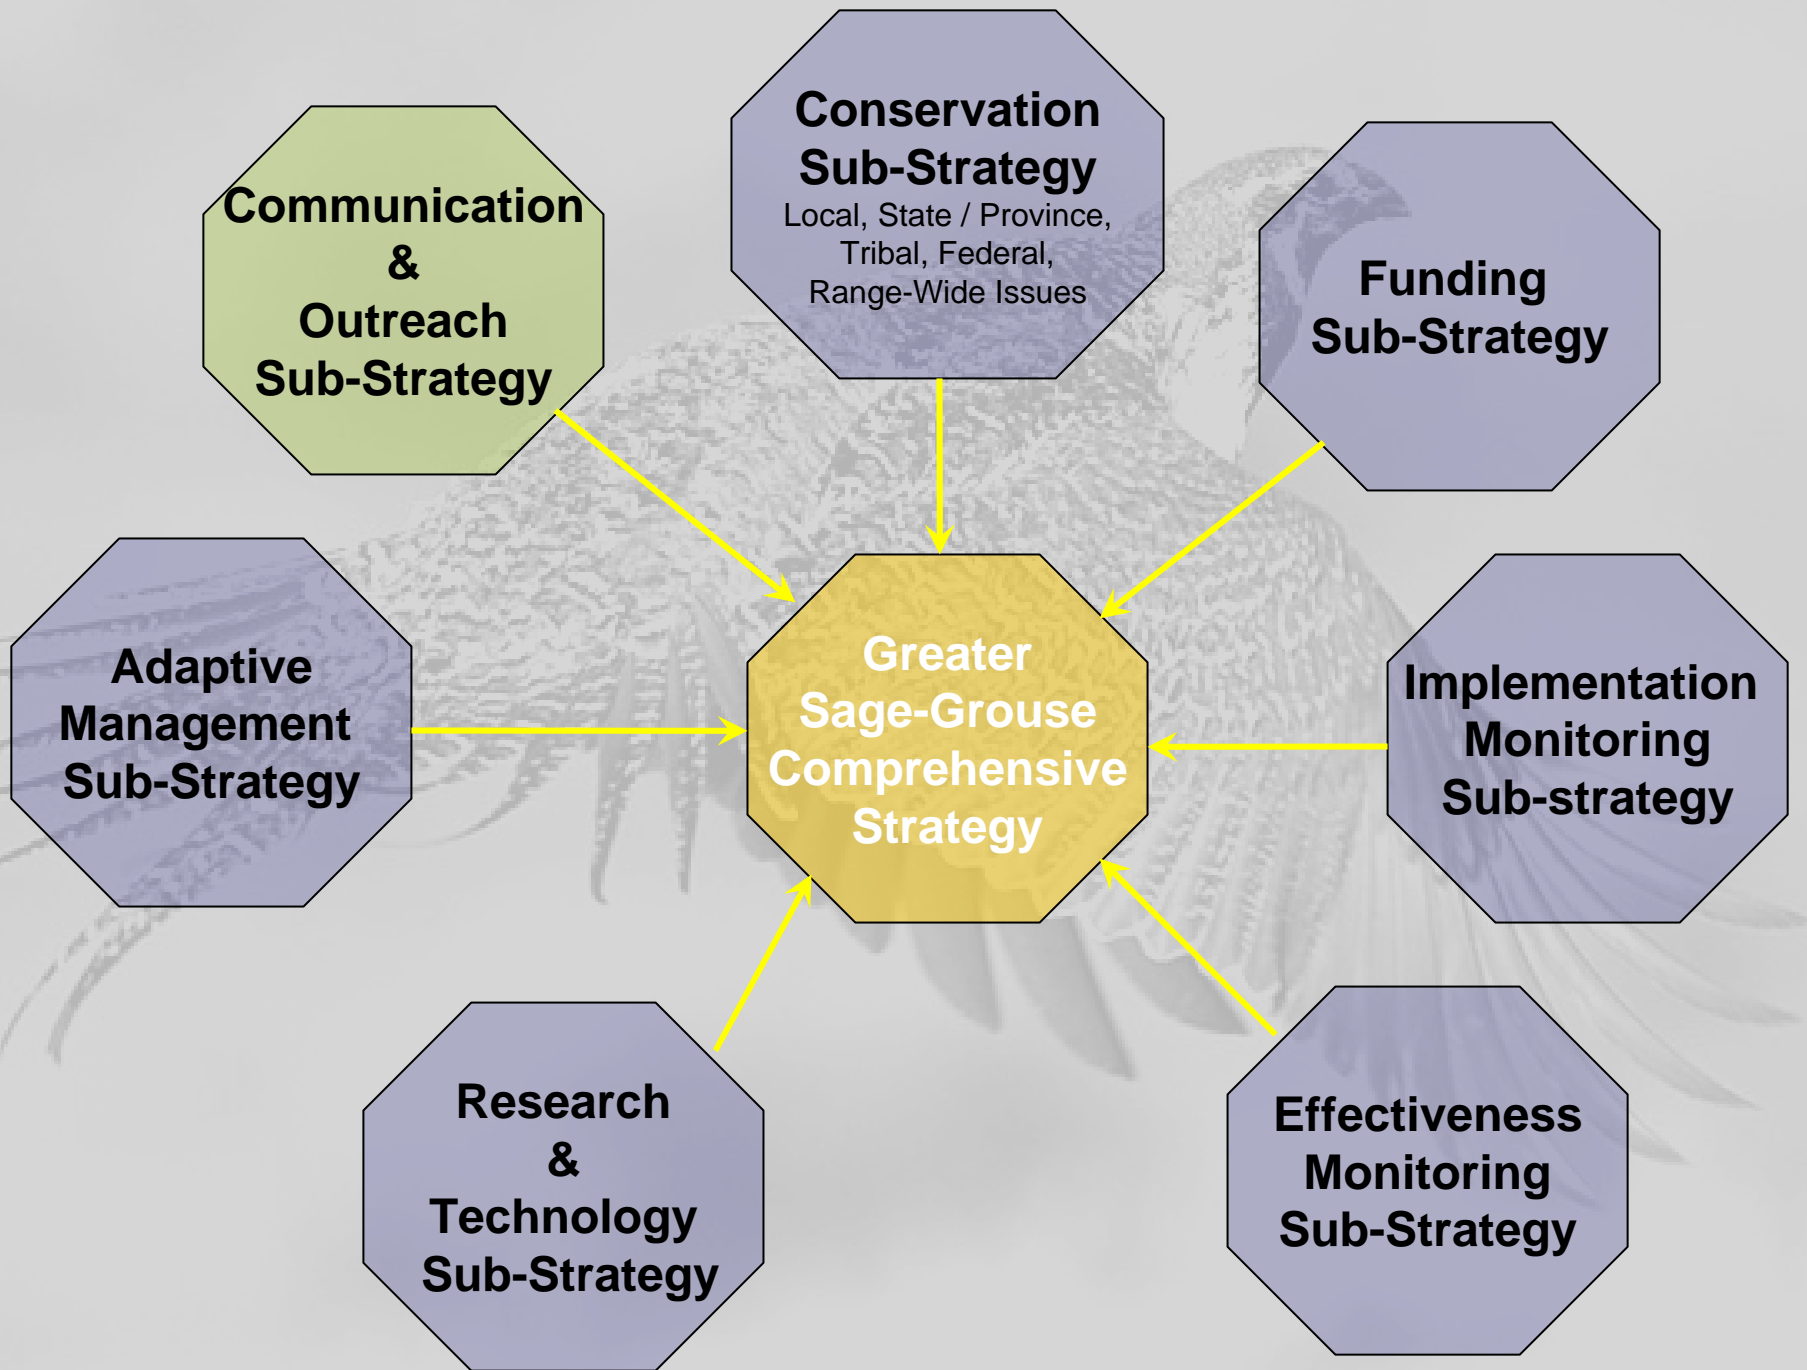 Conservation
Sub-Strategy
Local, State / Province,
Tribal, Federal,
Range-Wide Issues
Communication
&
Outreach
Sub-Strategy
Funding
Sub-Strategy
Adaptive
Management
Sub-Strategy
Greater
Sage-Grouse
Comprehensive
Strategy
Implementation
Monitoring
Sub-strategy
Research
&
Technology
Sub-Strategy
Effectiveness
Monitoring
Sub-Strategy